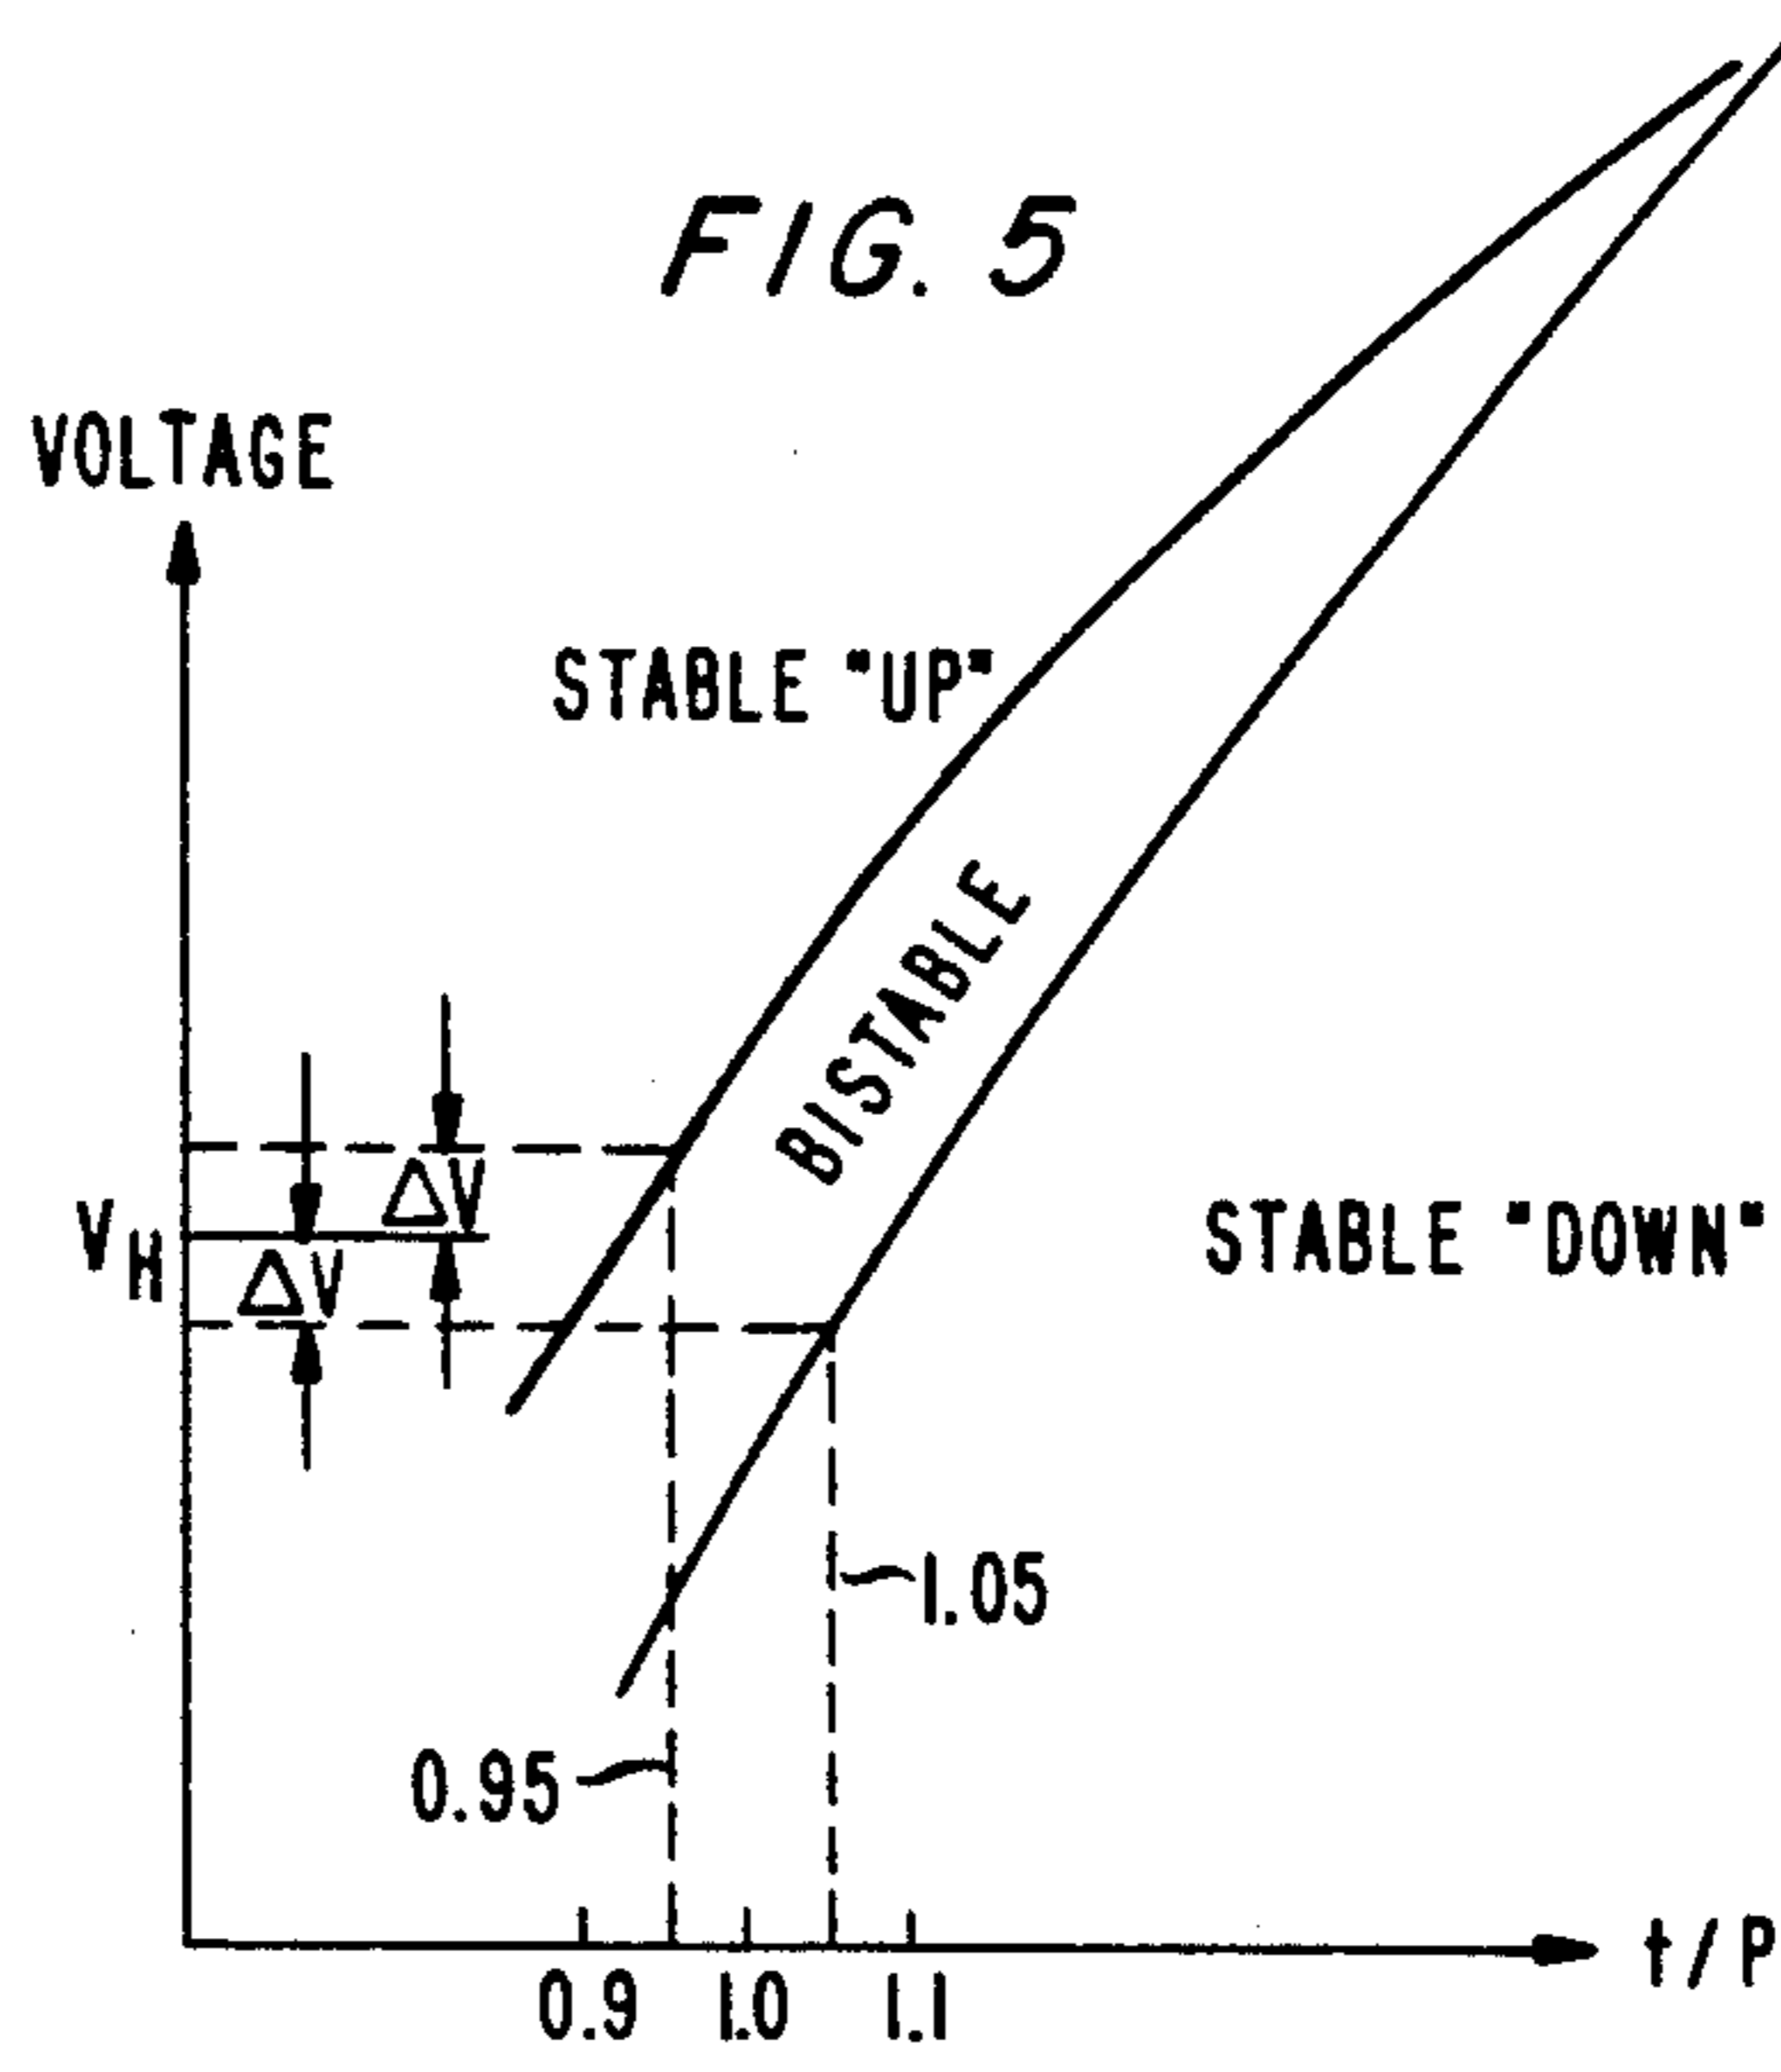 FIG. 5
VOLTAGE
STABLE "UP"
BISTABLE
ΔV
VH
STABLE "DOWN"
ΔV
1.05
0.95
t/P
0.9 1.0 1.1